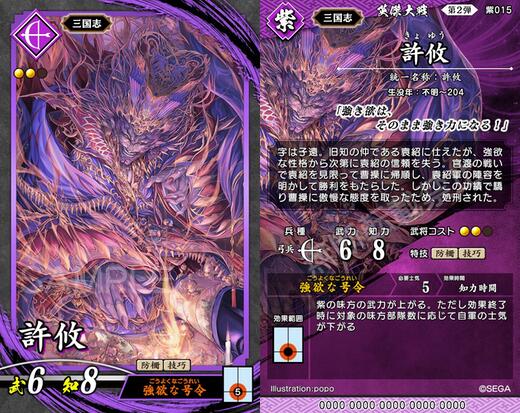 三国志
許攸
防柵 技巧
武6 知8
ごうよくなごうれい
強欲な号令
5
紫
三国志
英傑大戦 第2弾 紫015
きょ ゆう
許攸
統一名称：許攸
生没年：不明～204
「強き欲は、
そのまま強き力になる！」
字は子遠。旧知の仲である袁紹に仕えたが、強欲
な性格から次第に袁紹の信頼を失う。官渡の戦い
で袁紹を見限って曹操に帰順し、袁紹軍の陣容を
明かして勝利をもたらした。しかしこの功績で驕
り曹操に傲慢な態度を取ったため、処刑された。
兵種 武力 知力 武将コスト
弓兵 6 8 特技 防柵 技巧
ごうよくなごうれい 必要士気 効果時間
強欲な号令 5 知力時間
効果範囲
紫の味方の武力が上がる。ただし効果終了
時に対象の味方部隊数に応じて自軍の士気
が下がる
Illustration:popo ©SEGA
0000 0000 0000 0000 0000